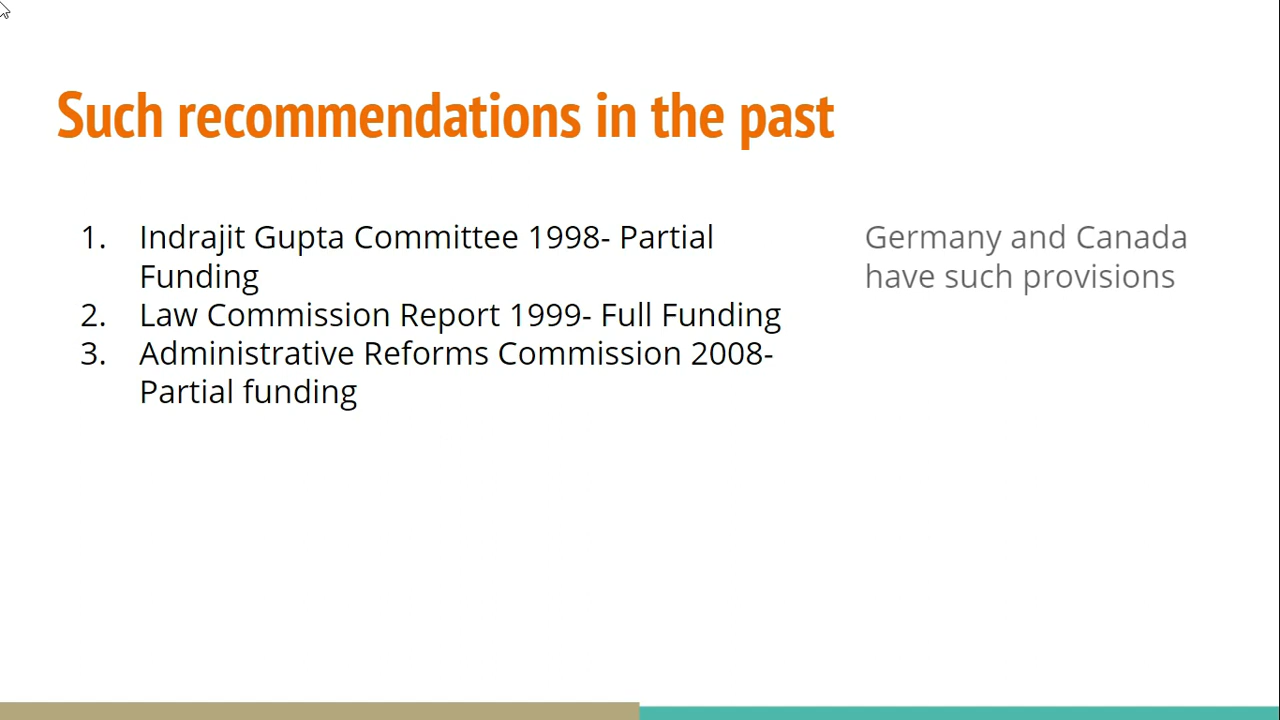 Such recommendations in the past
1. Indrajit Gupta Committee 1998- Partial
Funding
2. Law Commission Report 1999- Full Funding
3. Administrative Reforms Commission 2008-
Partial funding
Germany and Canada
have such provisions